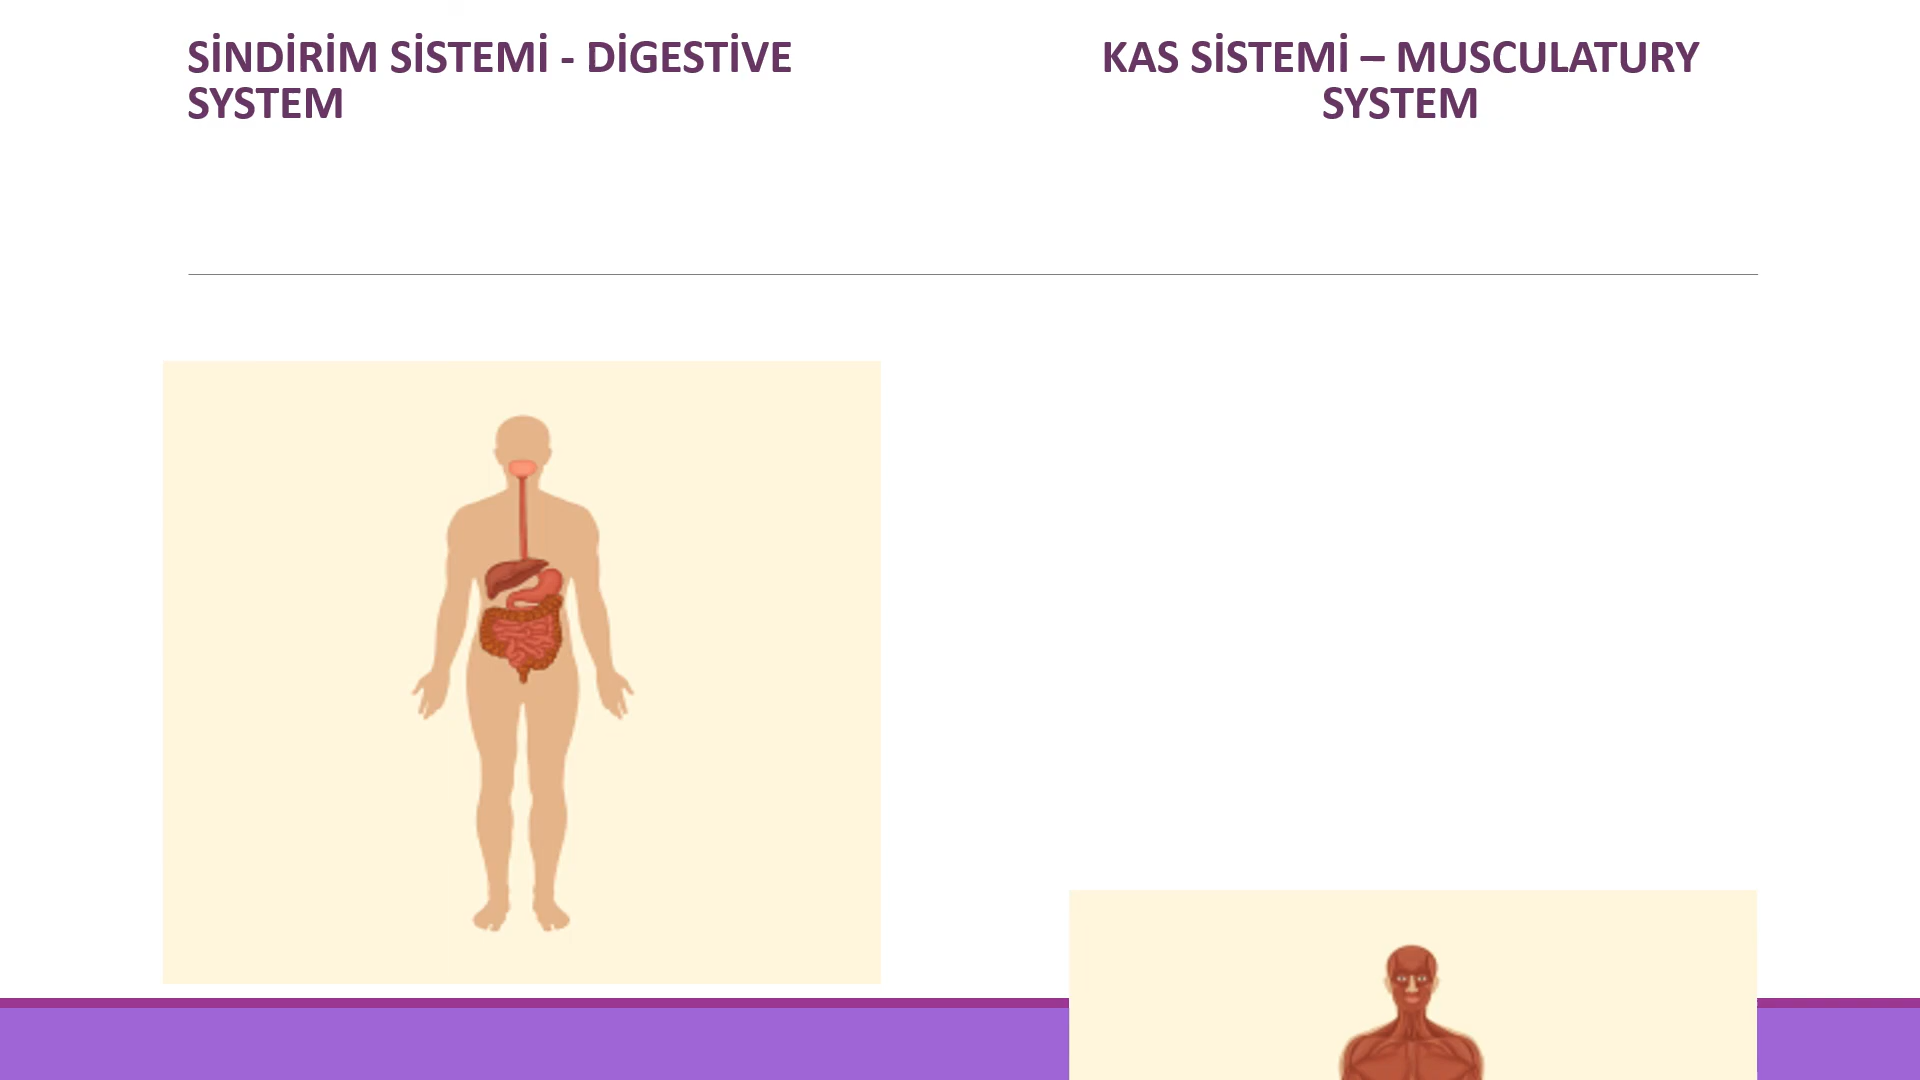 SİNDİRİM SİSTEMİ - DİGESTİVE
SYSTEM
KAS SİSTEMİ – MUSCULATURY
SYSTEM